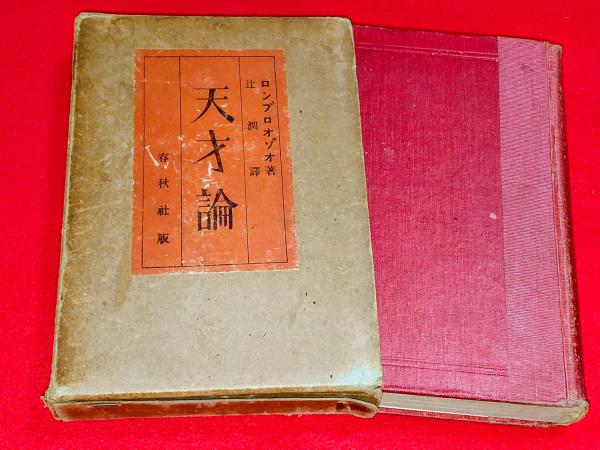 ロンブロオゾオ著
辻潤譯
天才論
春秋社版